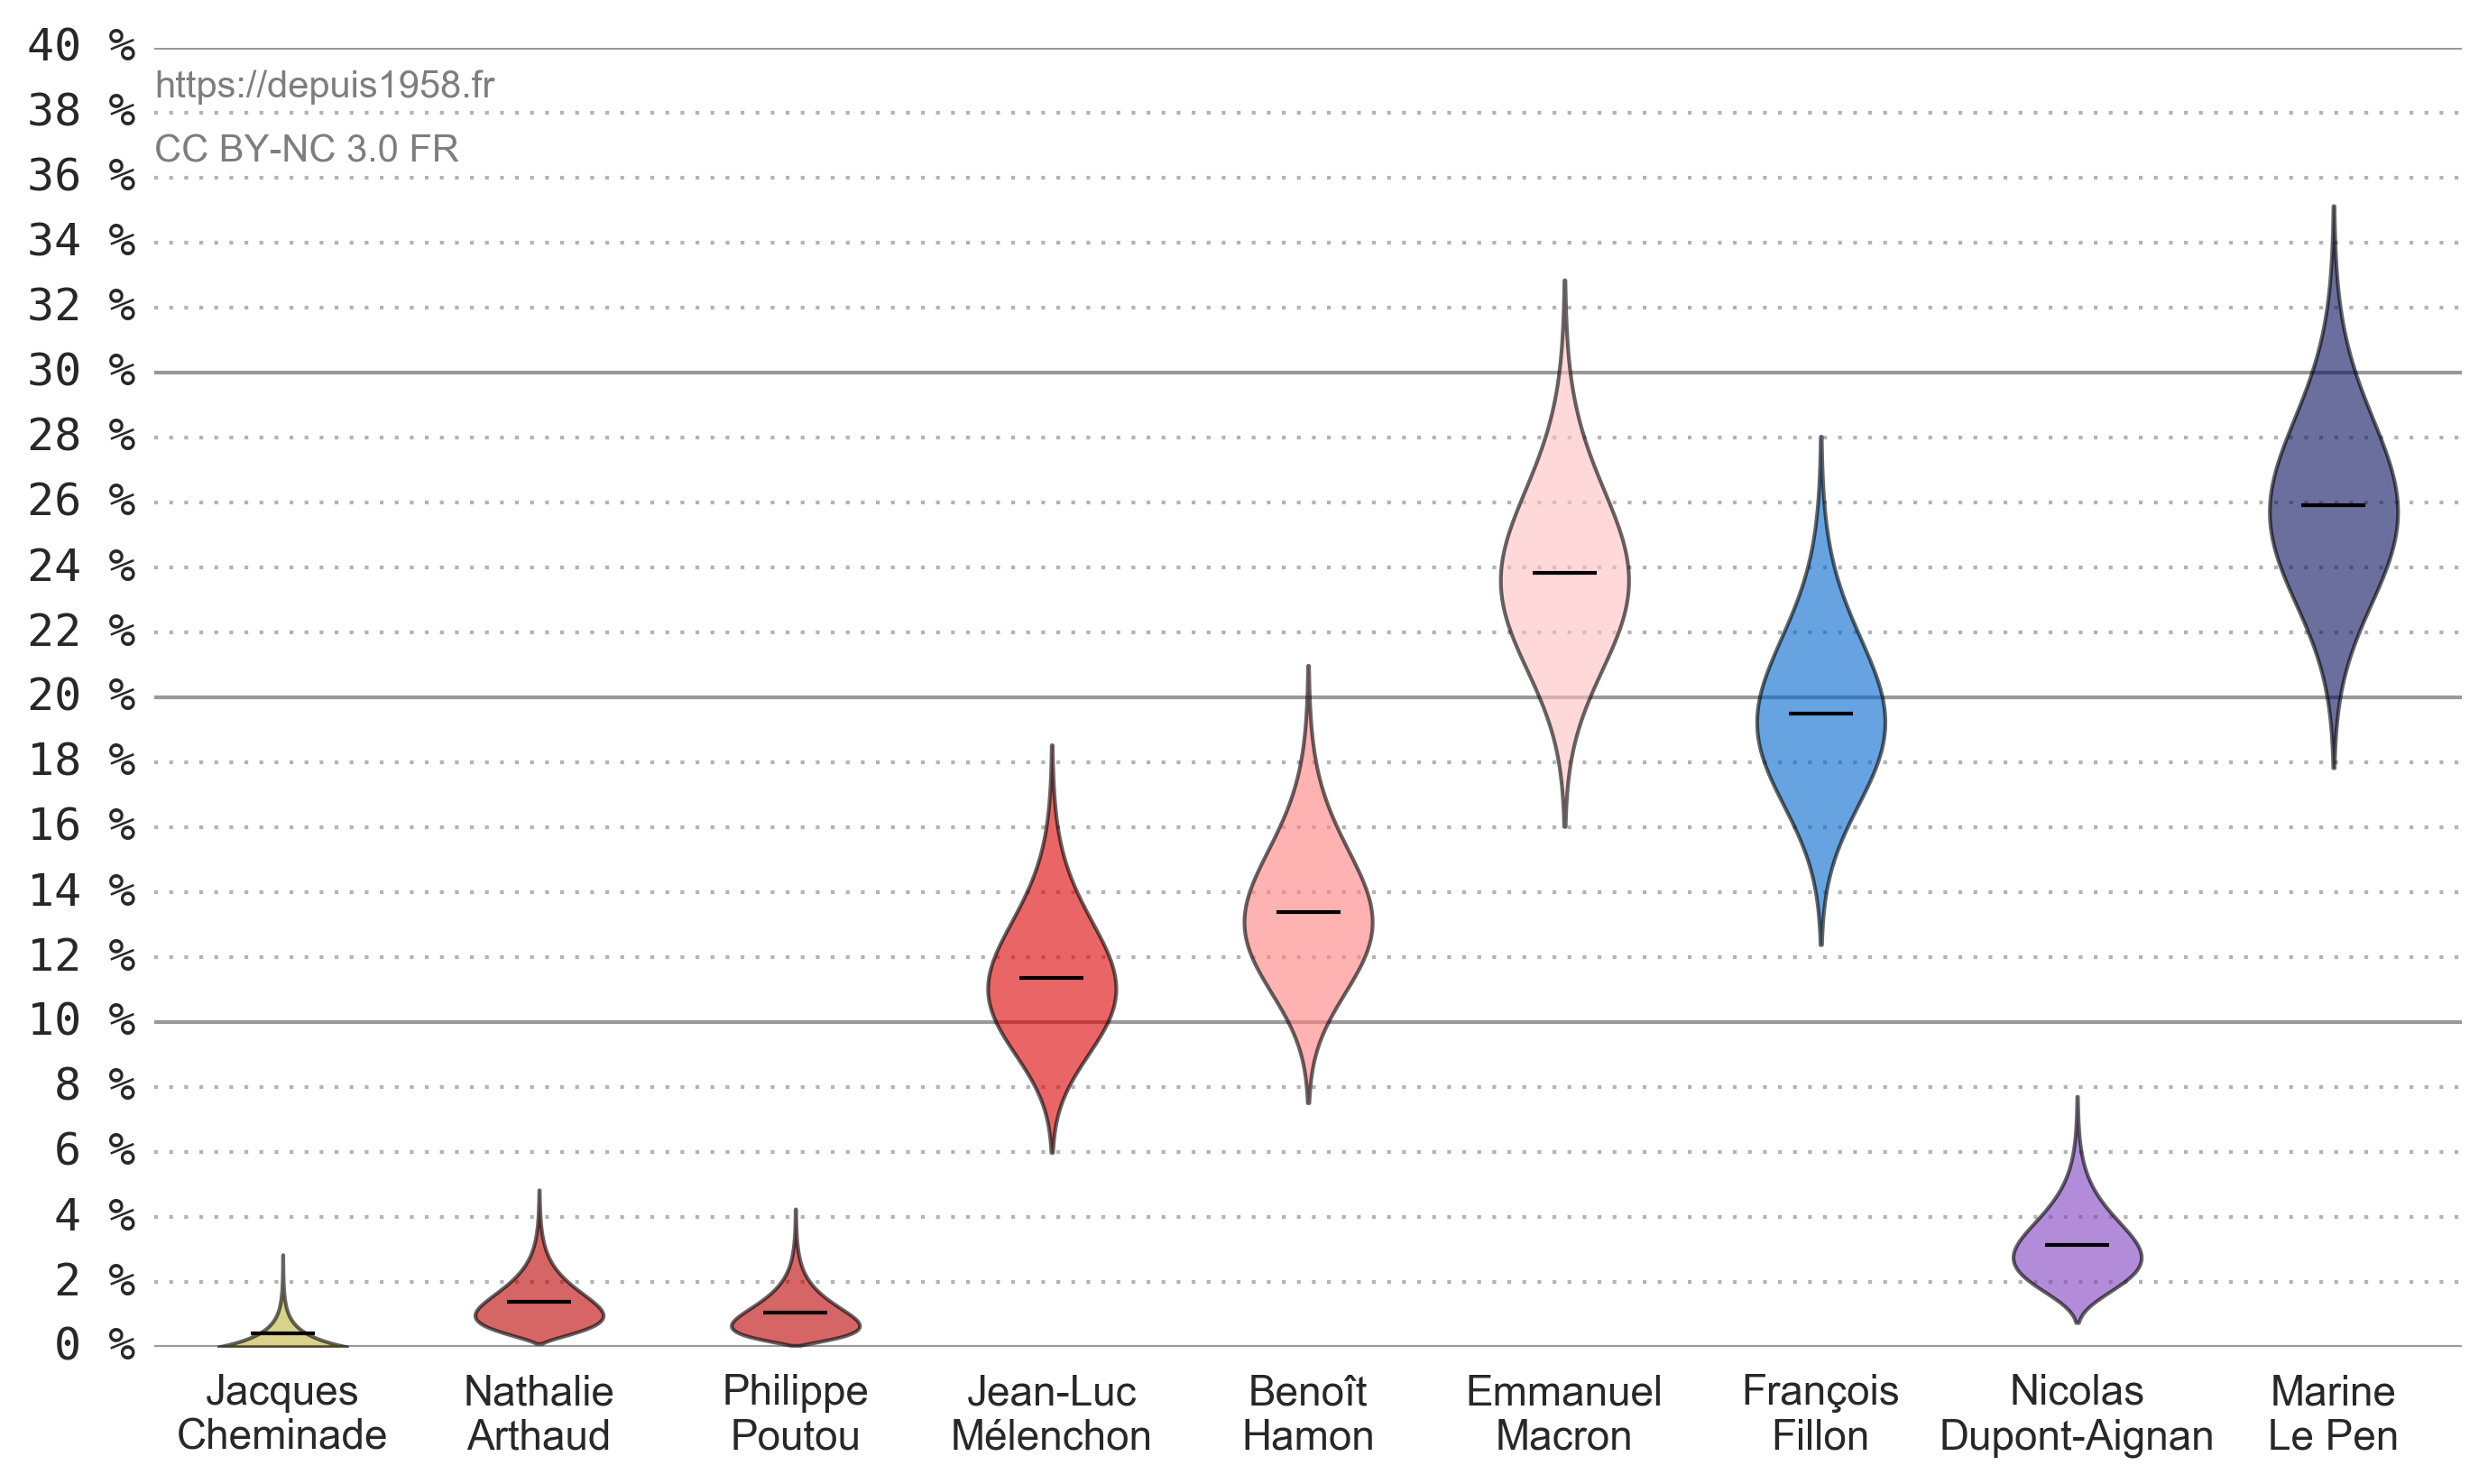 40 %
https://depuis1958.fr
38 %
CC BY-NC 3.0 FR
36 %
34 %
32 %
30 %
28 %
26 %
24 %
22 %
20 %
18 %
16 %
14 %
12 %
10 %
8 %
6 %
4 %
2 %
0 %
Jacques
Cheminade
Nathalie
Arthaud
Philippe
Poutou
Jean-Luc
Mélenchon
Benoît
Hamon
Emmanuel
Macron
François
Fillon
Nicolas
Dupont-Aignan
Marine
Le Pen